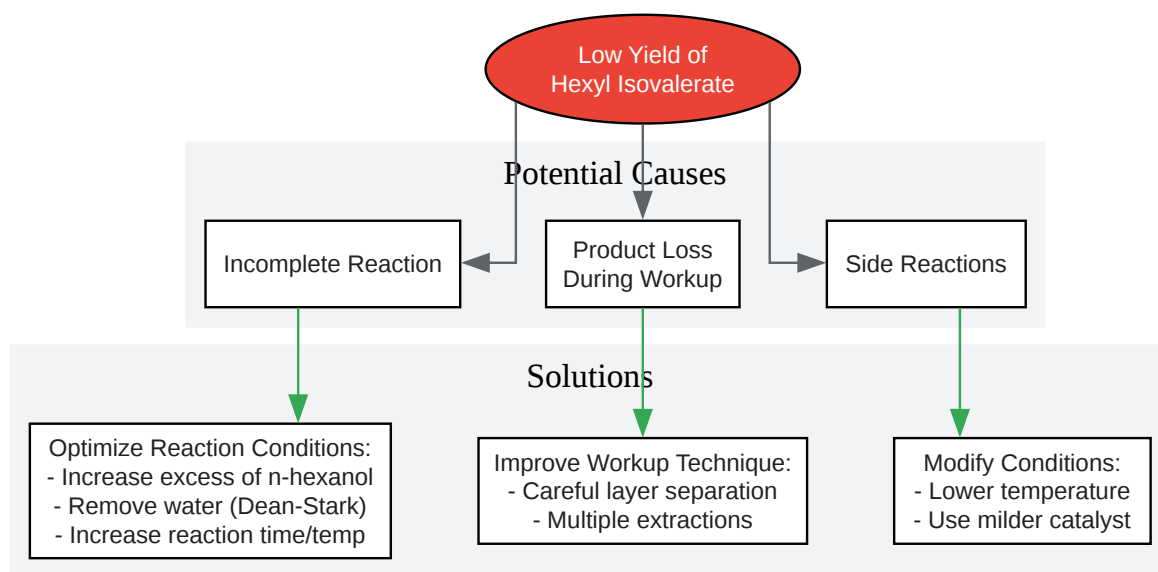 Low Yield of
Hexyl Isovalerate
Potential Causes
Incomplete Reaction
Product Loss
During Workup
Side Reactions
Solutions
Optimize Reaction Conditions:
- Increase excess of n-hexanol
- Remove water (Dean-Stark)
- Increase reaction time/temp
Improve Workup Technique:
- Careful layer separation
- Multiple extractions
Modify Conditions:
- Lower temperature
- Use milder catalyst